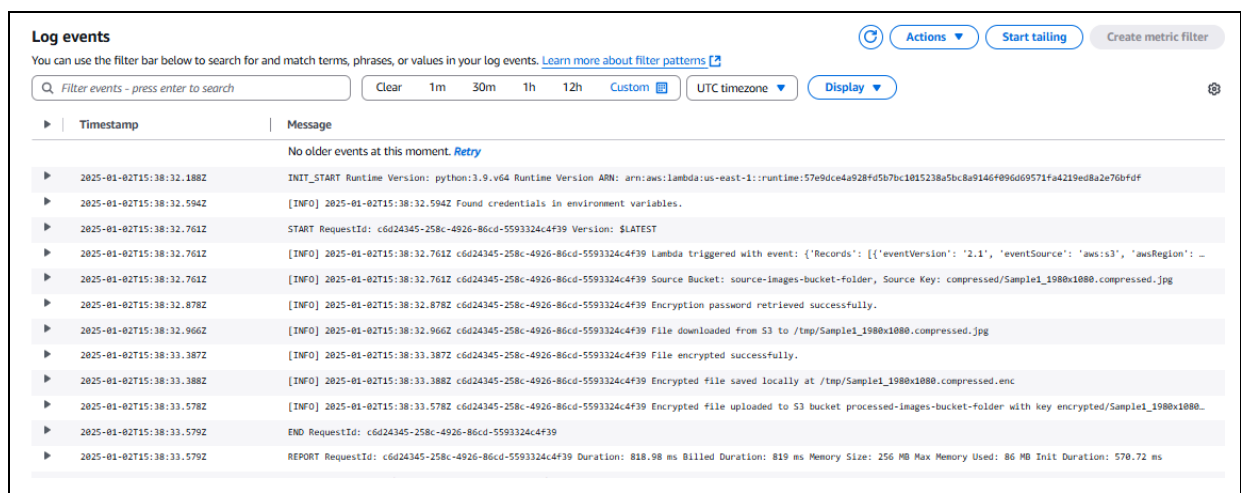 Log events
Actions ▼ Start tailing Create metric filter
You can use the filter bar below to search for and match terms, phrases, or values in your log events. Learn more about filter patterns
Filter events - press enter to search Clear 1m 30m 1h 12h Custom UTC timezone ▼ Display ▼
Timestamp Message
No older events at this moment. Retry
2025-01-02T15:38:32.188Z INIT_START Runtime Version: python:3.9.v64 Runtime Version ARN: arn:aws:lambda:us-east-1::runtime:57e9dce4a928fd5b7bc1015238a5bc8a9146f096d69571fa4219ed8a2e76bfdf
2025-01-02T15:38:32.594Z [INFO] 2025-01-02T15:38:32.594Z Found credentials in environment variables.
2025-01-02T15:38:32.761Z START RequestId: c6d24345-258c-4926-86cd-5593324c4f39 Version: $LATEST
2025-01-02T15:38:32.761Z [INFO] 2025-01-02T15:38:32.761Z c6d24345-258c-4926-86cd-5593324c4f39 Lambda triggered with event: {'Records': [{'eventVersion': '2.1', 'eventSource': 'aws:s3', 'awsRegion': …
2025-01-02T15:38:32.761Z [INFO] 2025-01-02T15:38:32.761Z c6d24345-258c-4926-86cd-5593324c4f39 Source Bucket: source-images-bucket-folder, Source Key: compressed/Sample1_1980x1080.compressed.jpg
2025-01-02T15:38:32.878Z [INFO] 2025-01-02T15:38:32.878Z c6d24345-258c-4926-86cd-5593324c4f39 Encryption password retrieved successfully.
2025-01-02T15:38:32.966Z [INFO] 2025-01-02T15:38:32.966Z c6d24345-258c-4926-86cd-5593324c4f39 File downloaded from S3 to /tmp/Sample1_1980x1080.compressed.jpg
2025-01-02T15:38:33.387Z [INFO] 2025-01-02T15:38:33.387Z c6d24345-258c-4926-86cd-5593324c4f39 File encrypted successfully.
2025-01-02T15:38:33.388Z [INFO] 2025-01-02T15:38:33.388Z c6d24345-258c-4926-86cd-5593324c4f39 Encrypted file saved locally at /tmp/Sample1_1980x1080.compressed.enc
2025-01-02T15:38:33.578Z [INFO] 2025-01-02T15:38:33.578Z c6d24345-258c-4926-86cd-5593324c4f39 Encrypted file uploaded to S3 bucket processed-images-bucket-folder with key encrypted/Sample1_1980x1080…
2025-01-02T15:38:33.579Z END RequestId: c6d24345-258c-4926-86cd-5593324c4f39
2025-01-02T15:38:33.579Z REPORT RequestId: c6d24345-258c-4926-86cd-5593324c4f39 Duration: 818.98 ms Billed Duration: 819 ms Memory Size: 256 MB Max Memory Used: 86 MB Init Duration: 570.72 ms